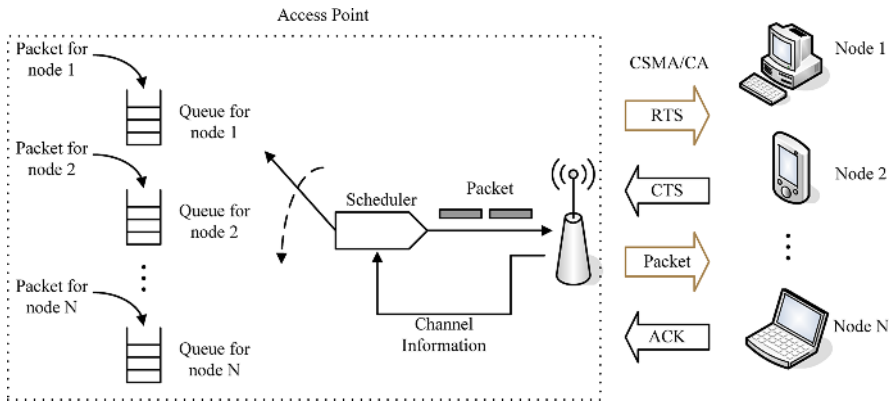 Access Point
Packet for
node 1
Queue for
node 1
Packet for
node 2
Queue for
node 2
Packet for
node N
Queue for
node N
Scheduler
Packet
Channel
Information
CSMA/CA
RTS
CTS
Packet
ACK
Node 1
Node 2
Node N